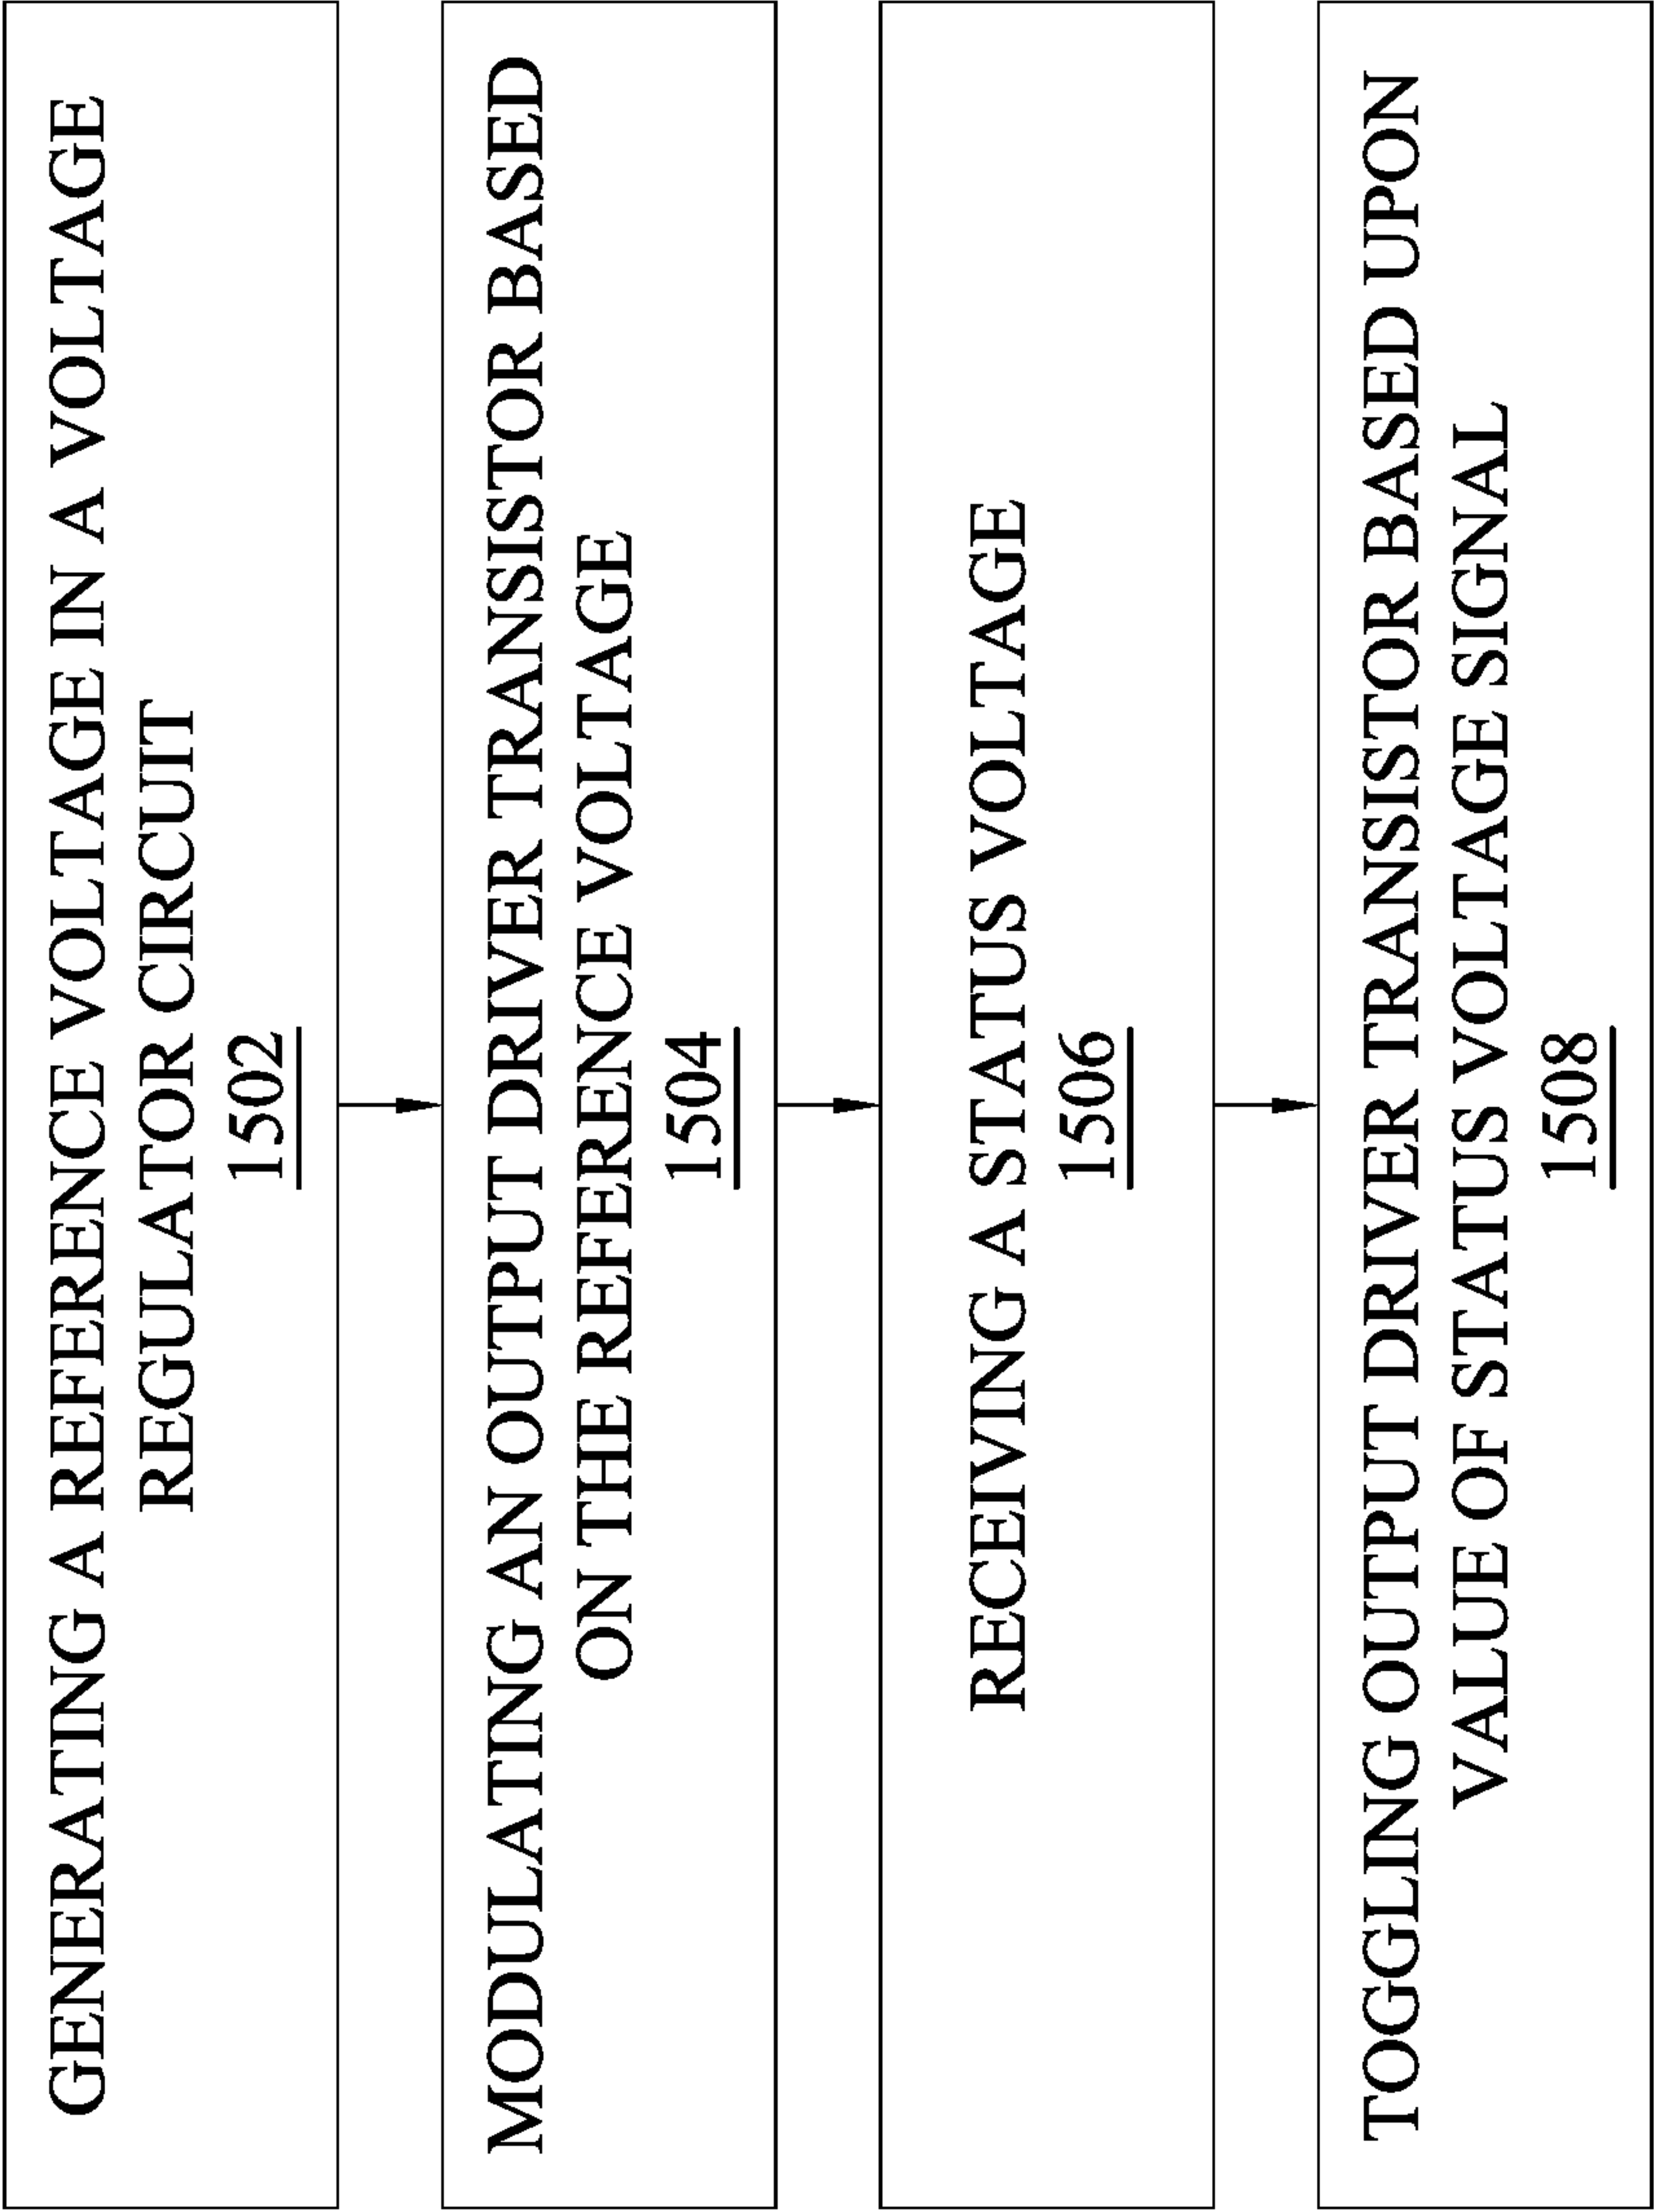 GENERATING A REFERENCE VOLTAGE IN A VOLTAGE
REGULATOR CIRCUIT
1502
MODULATING AN OUTPUT DRIVER TRANSISTOR BASED
ON THE REFERENCE VOLTAGE
1504
RECEIVING A STATUS VOLTAGE
1506
TOGGLING OUTPUT DRIVER TRANSISTOR BASED UPON
VALUE OF STATUS VOLTAGE SIGNAL
1508